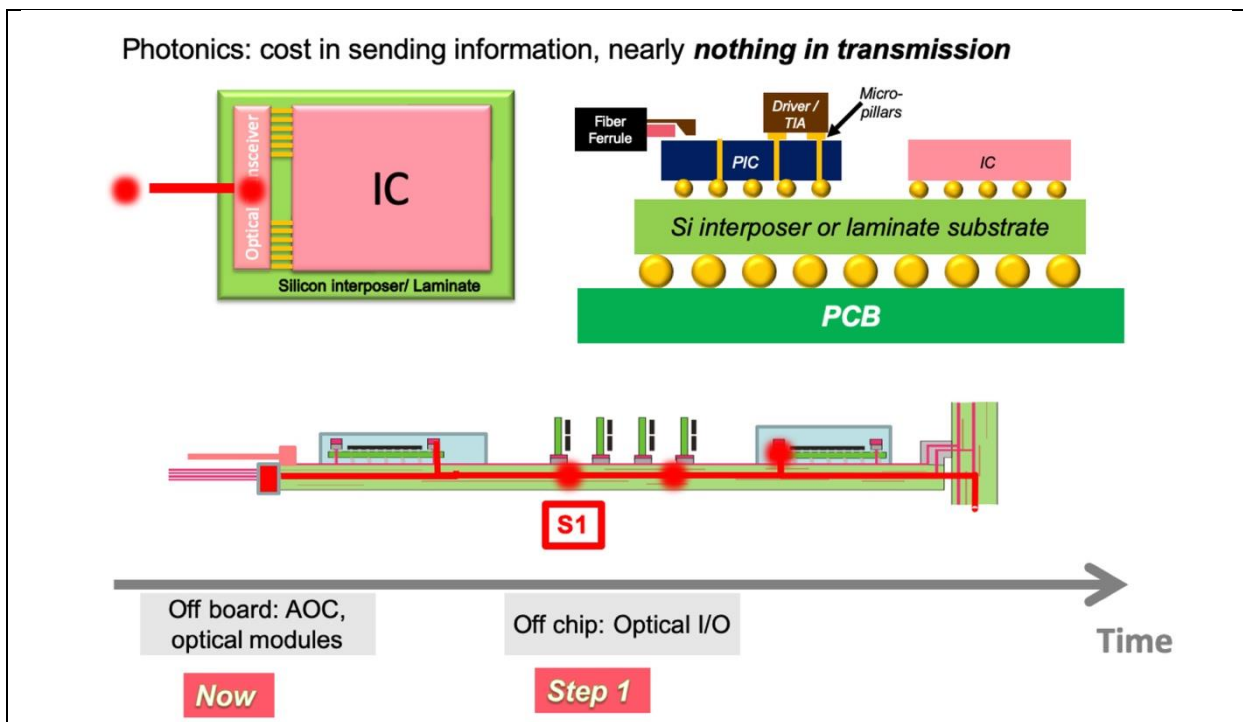 Photonics: cost in sending information, nearly nothing in transmission
Micro-
pillars
Driver /
TIA
Fiber
Ferrule
PIC
IC
Optical nsceiver
IC
Si interposer or laminate substrate
Silicon interposer/ Laminate
PCB
S1
Off board: AOC,
optical modules
Off chip: Optical I/O
Time
Now
Step 1